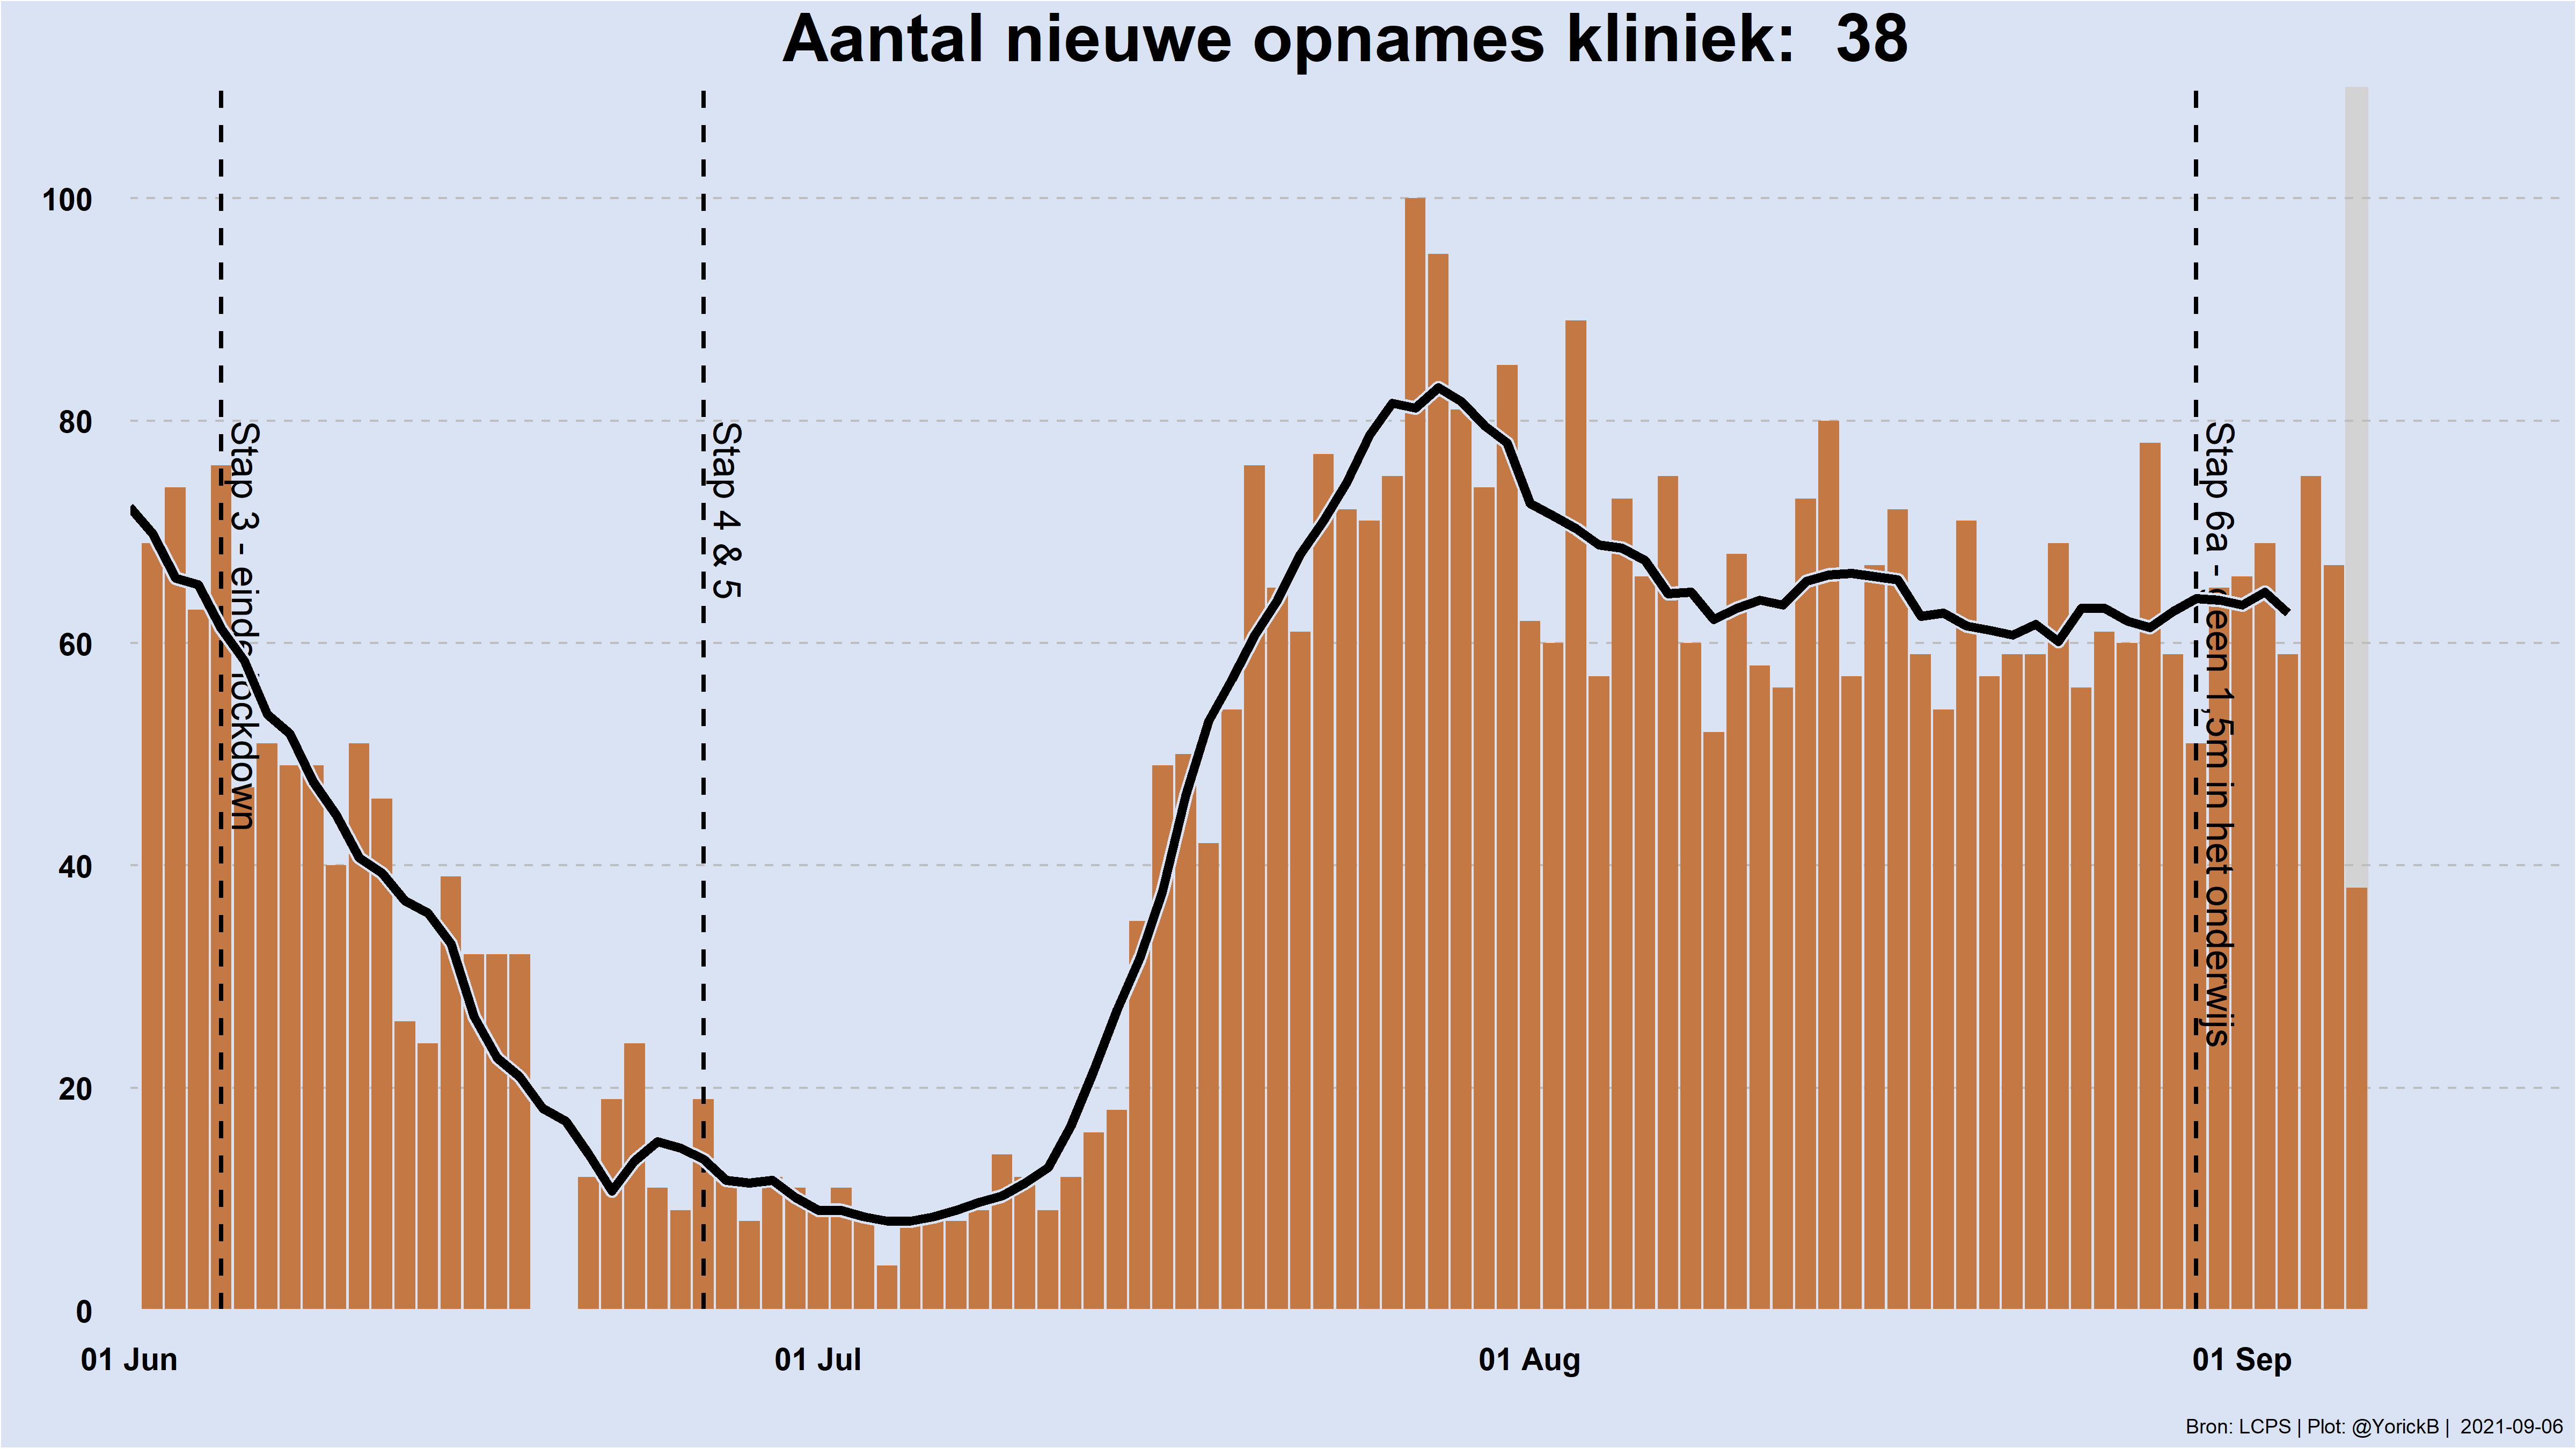 Aantal nieuwe opnames kliniek: 38
100
80
60
40
20
0
Stap 3 - einde lockdown
Stap 4 & 5
Stap 6a - geen 1,5m in het onderwijs
01 Jun
01 Jul
01 Aug
01 Sep
Bron: LCPS | Plot: @YorickB | 2021-09-06